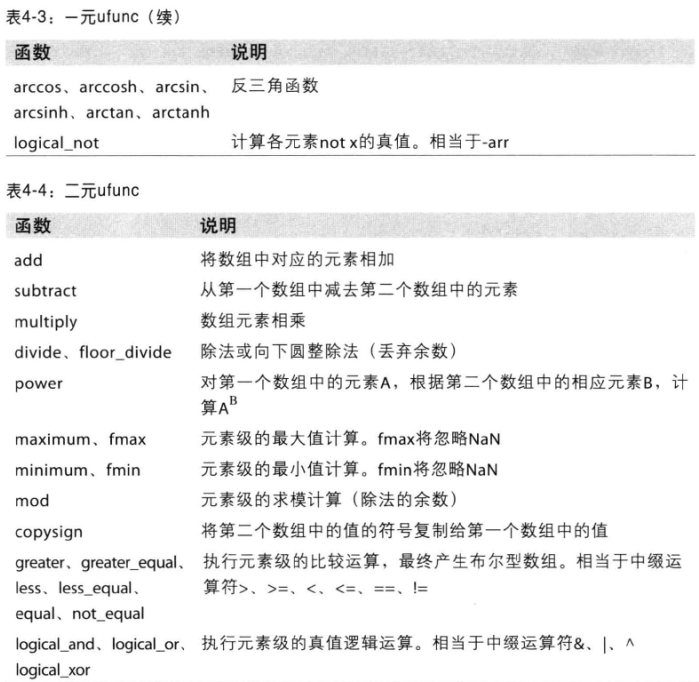 表4-3：一元ufunc（续）
函数 说明
arccos、arccosh、arcsin、 反三角函数
arcsinh、arctan、arctanh
logical_not 计算各元素not x的真值。相当于-arr
表4-4：二元ufunc
函数 说明
add 将数组中对应的元素相加
subtract 从第一个数组中减去第二个数组中的元素
multiply 数组元素相乘
divide、floor_divide 除法或向下圆整除法（丢弃余数）
power 对第一个数组中的元素A，根据第二个数组中的相应元素B，计
算A^B
maximum、fmax 元素级的最大值计算。fmax将忽略NaN
minimum、fmin 元素级的最小值计算。fmin将忽略NaN
mod 元素级的求模计算（除法的余数）
copysign 将第二个数组中的值的符号复制给第一个数组中的值
greater、greater_equal、 执行元素级的比较运算，最终产生布尔型数组。相当于中缀运
less、less_equal、 算符>、>=、<、<=、==、!=
equal、not_equal
logical_and、logical_or、 执行元素级的真值逻辑运算。相当于中缀运算符&、|、^
logical_xor